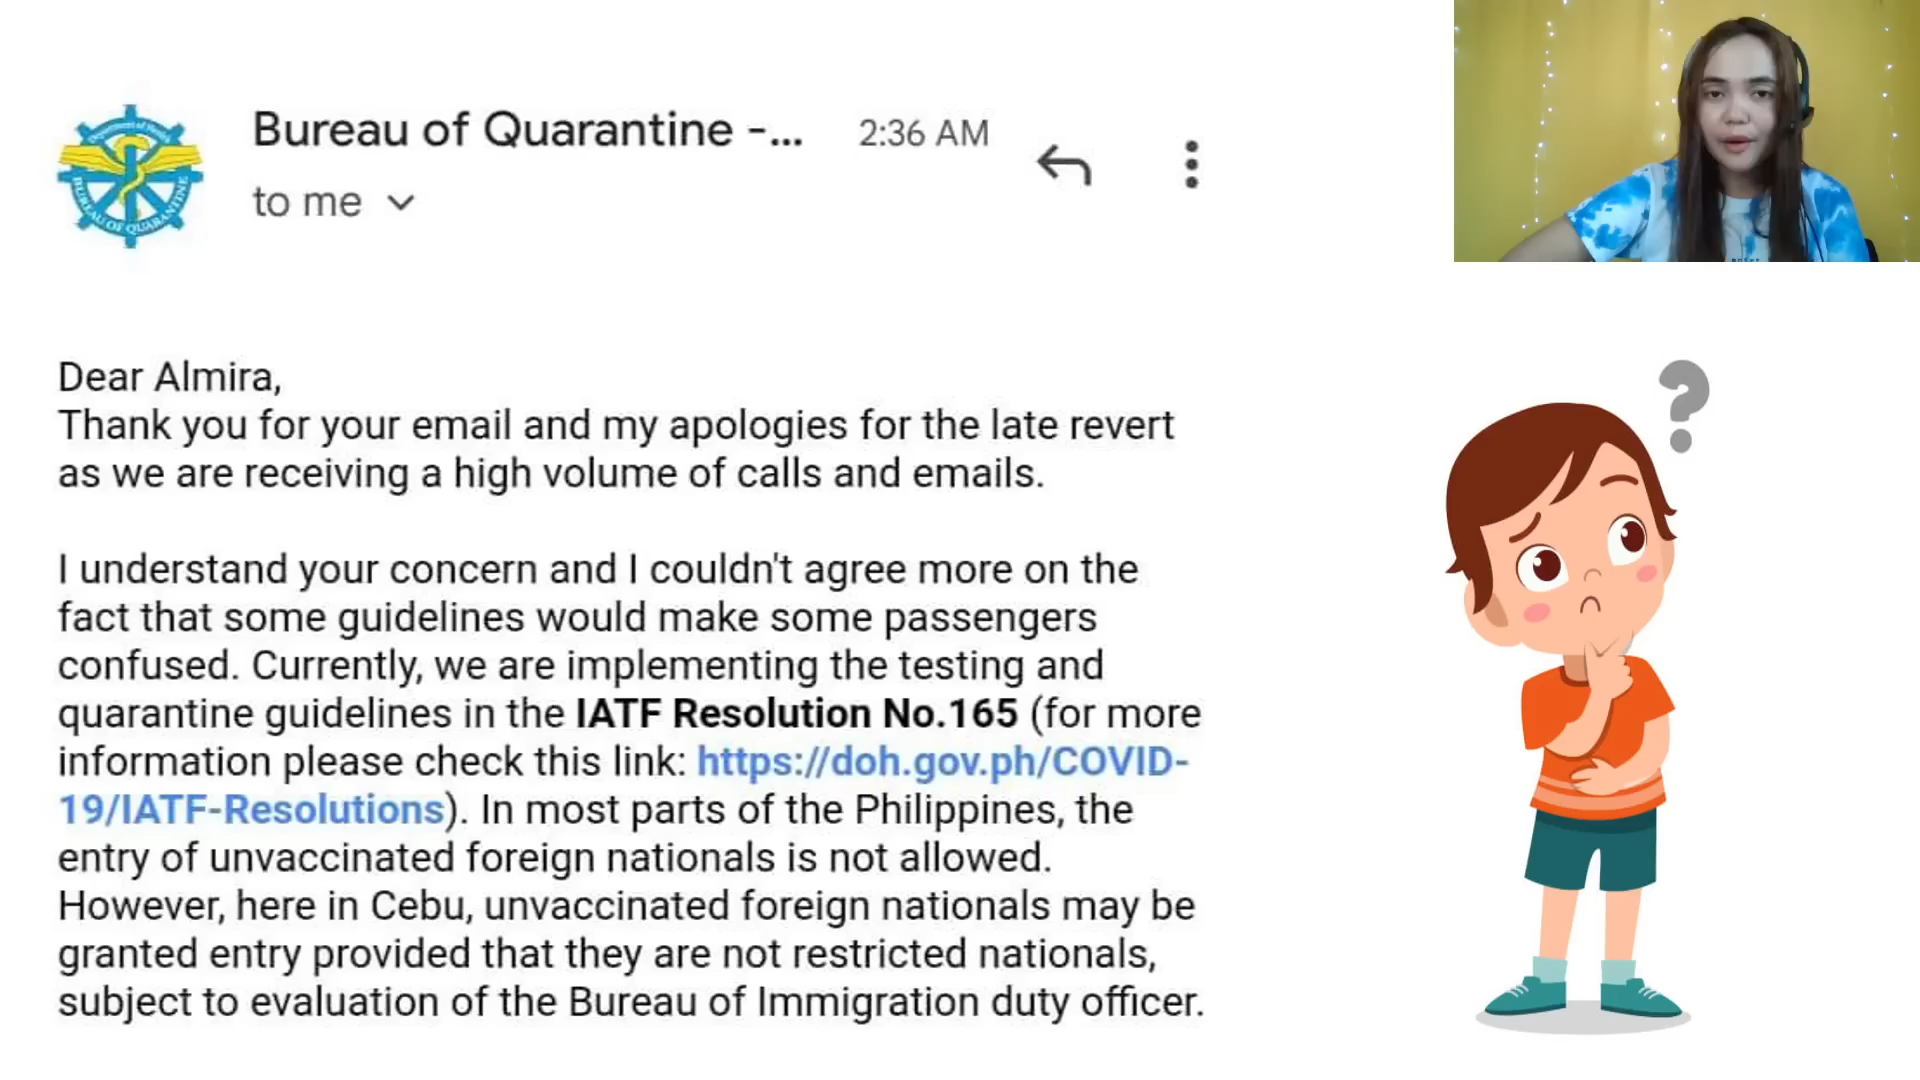 Bureau of Quarantine -... 2:36 AM
to me
Department of Health
BUREAU OF QUARANTINE
Dear Almira,
Thank you for your email and my apologies for the late revert
as we are receiving a high volume of calls and emails.
I understand your concern and I couldn't agree more on the
fact that some guidelines would make some passengers
confused. Currently, we are implementing the testing and
quarantine guidelines in the IATF Resolution No.165 (for more
information please check this link: https://doh.gov.ph/COVID-
19/IATF-Resolutions). In most parts of the Philippines, the
entry of unvaccinated foreign nationals is not allowed.
However, here in Cebu, unvaccinated foreign nationals may be
granted entry provided that they are not restricted nationals,
subject to evaluation of the Bureau of Immigration duty officer.
?